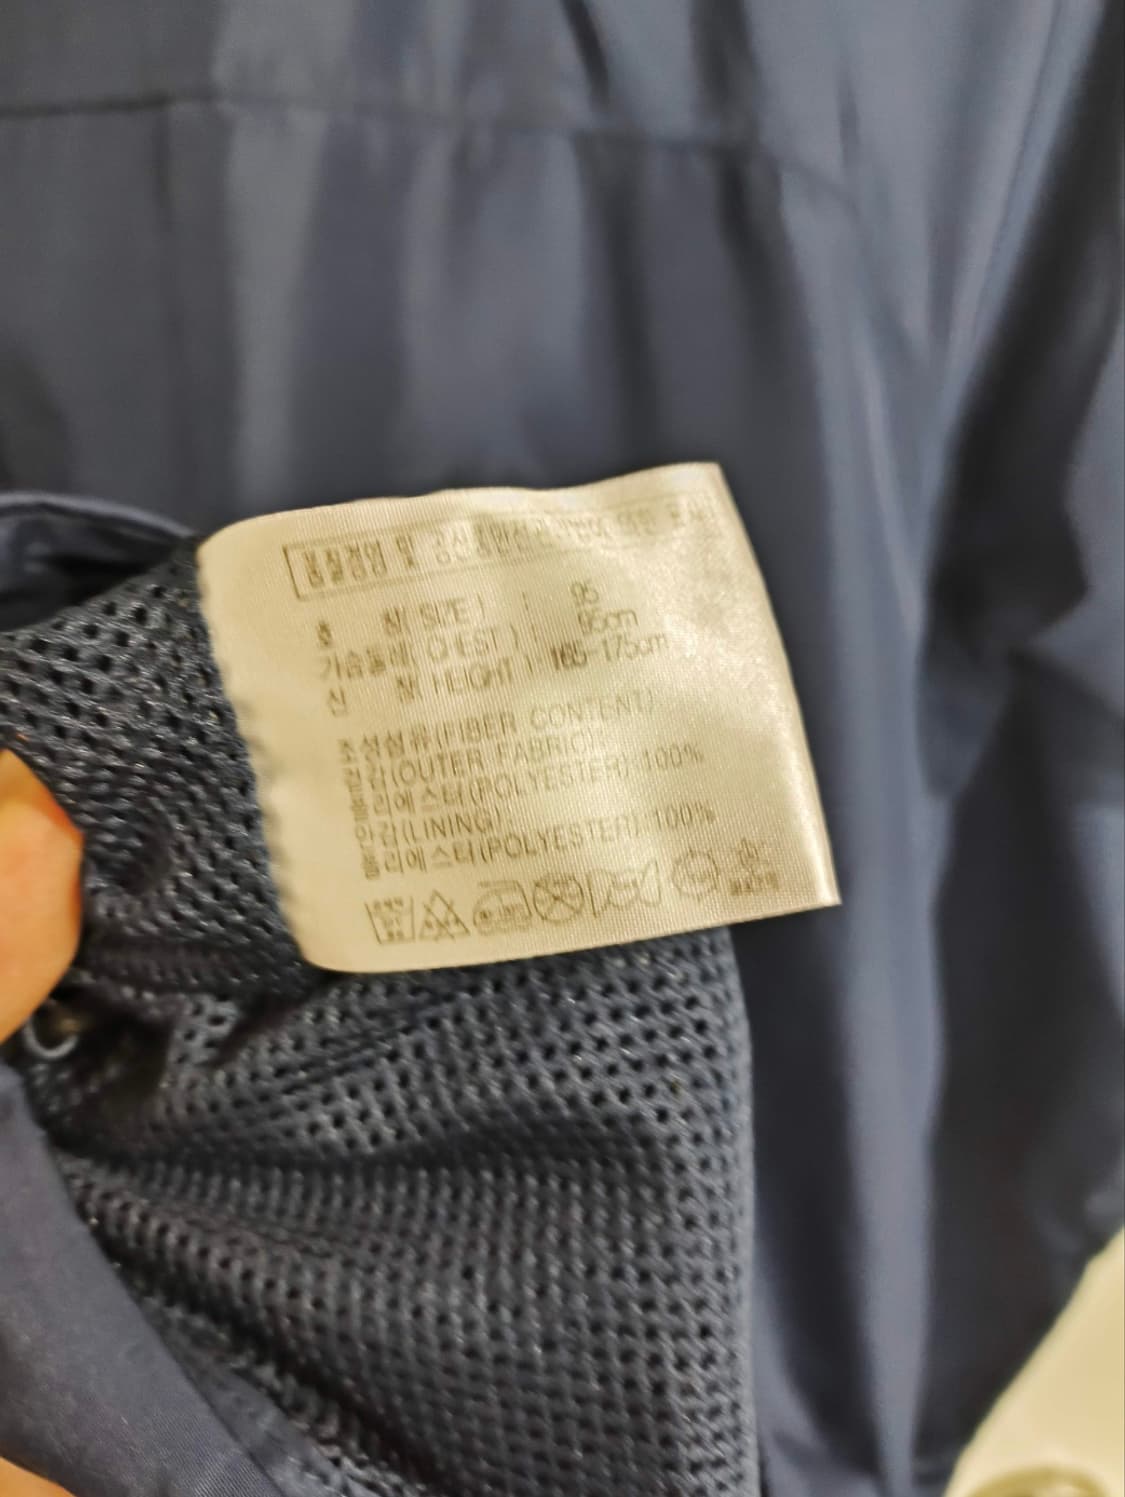 호 칭( SIZE ) : 95
가슴둘레( CHEST ) : 95cm
신 장( HEIGHT ) : 165-175cm
조성섬유(FIBER CONTENT)
겉감(OUTER FABRIC)
폴리에스터(POLYESTER) 100%
안감(LINING)
폴리에스터(POLYESTER) 100%